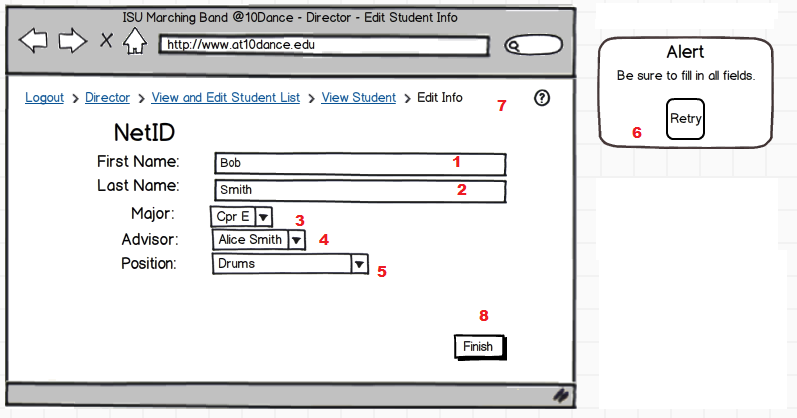 ISU Marching Band @10Dance - Director - Edit Student Info
http://www.at10dance.edu
Logout > Director > View and Edit Student List > View Student > Edit Info
7
?
NetID
First Name: Bob 1
Last Name: Smith 2
Major: Cpr E 3
Advisor: Alice Smith 4
Position: Drums 5
8
Finish
Alert
Be sure to fill in all fields.
Retry
6